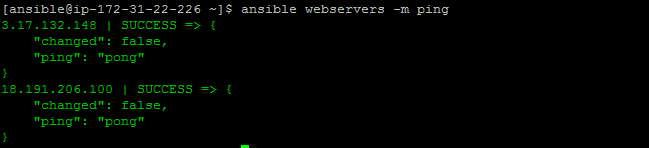 [ansible@ip-172-31-22-226 ~]$ ansible webservers -m ping
3.17.132.148 | SUCCESS => {
    "changed": false,
    "ping": "pong"
}
18.191.206.100 | SUCCESS => {
    "changed": false,
    "ping": "pong"
}